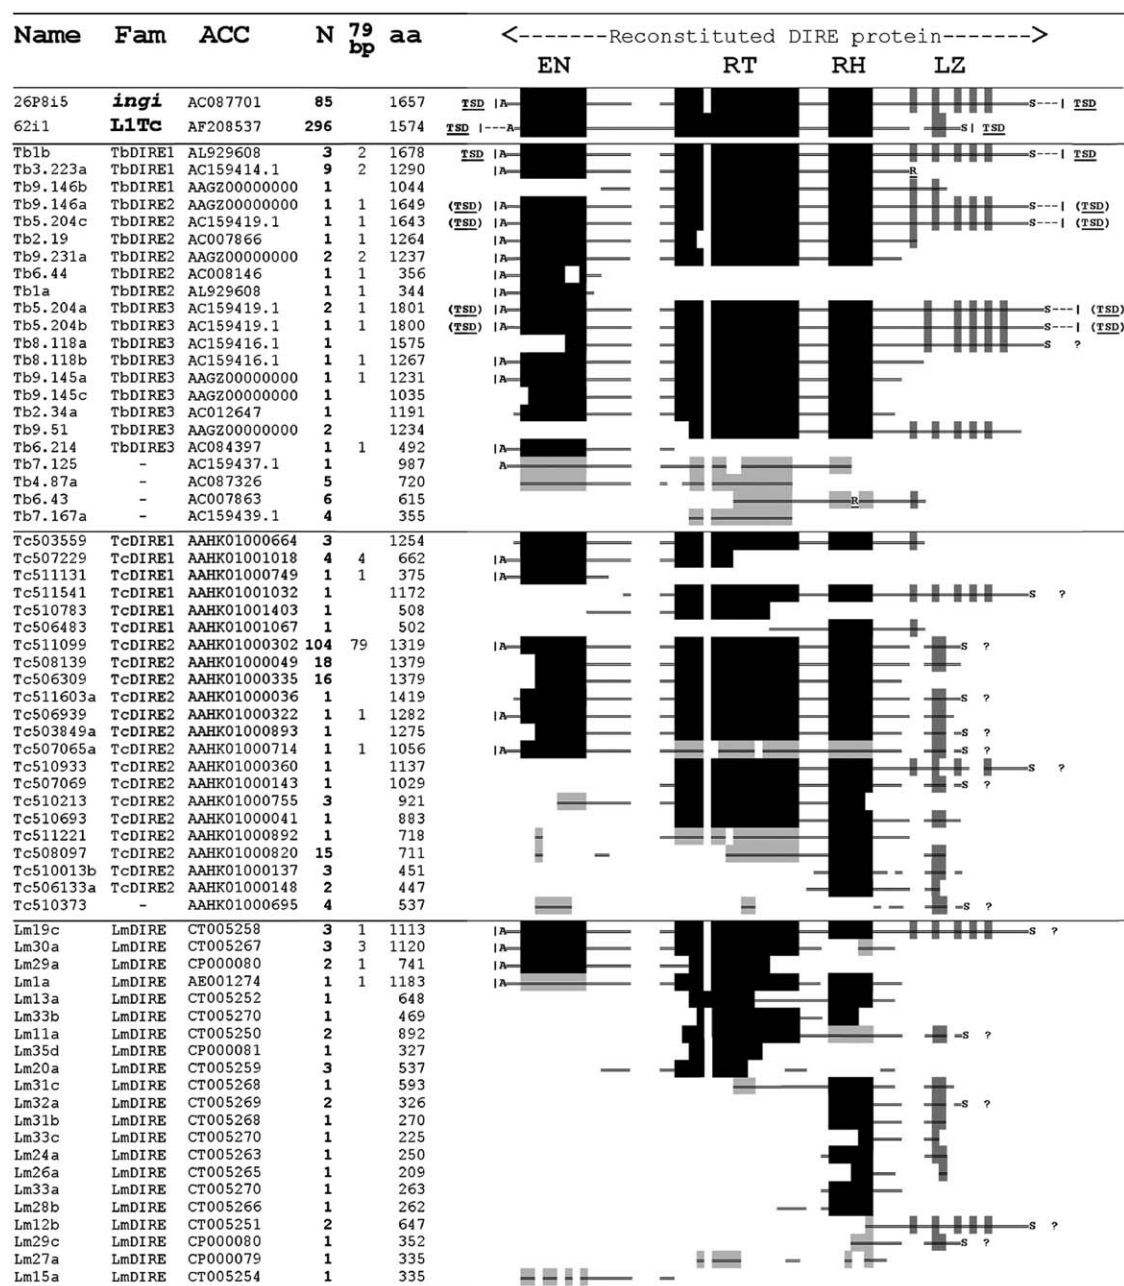 Name Fam ACC N 79 bp aa <-------Reconstituted DIRE protein------->
EN RT RH LZ
26P8i5 ingi AC087701 85 1657 TSD |A S---| TSD
62i1 L1Tc AF208537 296 1574 TSD |---A S| TSD
Tb1b TbDIRE1 AL929608 3 2 1678 TSD |A S---| TSD
Tb3.223a TbDIRE1 AC159414.1 9 2 1290 |A R
Tb9.146b TbDIRE1 AAGZ00000000 1 1044
Tb9.146a TbDIRE2 AAGZ00000000 1 1 1649 (TSD) |A S---| (TSD)
Tb5.204c TbDIRE2 AC159419.1 1 1 1643 (TSD) |A S---| (TSD)
Tb2.19 TbDIRE2 AC007866 1 1 1264 |A
Tb9.231a TbDIRE2 AAGZ00000000 2 2 1237 |A
Tb6.44 TbDIRE2 AC008146 1 1 356 |A
Tb1a TbDIRE2 AL929608 1 1 344 |A
Tb5.204a TbDIRE3 AC159419.1 2 1 1801 (TSD) |A S---| (TSD)
Tb5.204b TbDIRE3 AC159419.1 1 1 1800 (TSD) |A S---| (TSD)
Tb8.118a TbDIRE3 AC159416.1 1 1575 S ?
Tb8.118b TbDIRE3 AC159416.1 1 1 1267 |A
Tb9.145a TbDIRE3 AAGZ00000000 1 1 1231 |A
Tb9.145c TbDIRE3 AAGZ00000000 1 1035
Tb2.34a TbDIRE3 AC012647 1 1191
Tb9.51 TbDIRE3 AAGZ00000000 2 1234
Tb6.214 TbDIRE3 AC084397 1 1 492 |A
Tb7.125 - AC159437.1 1 987 A
Tb4.87a - AC087326 5 720
Tb6.43 - AC007863 6 615 R
Tb7.167a - AC159439.1 4 355
Tc503559 TcDIRE1 AAHK01000664 3 1254
Tc507229 TcDIRE1 AAHK01001018 4 4 662 |A
Tc511131 TcDIRE1 AAHK01000749 1 1 375 |A
Tc511541 TcDIRE1 AAHK01001032 1 1172 S ?
Tc510783 TcDIRE1 AAHK01001403 1 508
Tc506483 TcDIRE1 AAHK01001067 1 502
Tc511099 TcDIRE2 AAHK01000302 104 79 1319 |A S ?
Tc508139 TcDIRE2 AAHK01000049 18 1379
Tc506309 TcDIRE2 AAHK01000335 16 1379
Tc511603a TcDIRE2 AAHK01000036 1 1419 S ?
Tc506939 TcDIRE2 AAHK01000322 1 1 1282 |A
Tc503849a TcDIRE2 AAHK01000893 1 1275 S ?
Tc507065a TcDIRE2 AAHK01000714 1 1 1056 |A S ?
Tc510933 TcDIRE2 AAHK01000360 1 1137 S ?
Tc507069 TcDIRE2 AAHK01000143 1 1029 S ?
Tc510213 TcDIRE2 AAHK01000755 3 921
Tc510693 TcDIRE2 AAHK01000041 1 883
Tc511221 TcDIRE2 AAHK01000892 1 718
Tc508097 TcDIRE2 AAHK01000820 15 711
Tc510013b TcDIRE2 AAHK01000137 3 451
Tc506133a TcDIRE2 AAHK01000148 2 447
Tc510373 - AAHK01000695 4 537 S ?
Lm19c LmDIRE CT005258 3 1 1113 |A S ?
Lm30a LmDIRE CT005267 3 3 1120 |A
Lm29a LmDIRE CP000080 2 1 741 |A
Lm1a LmDIRE AE001274 1 1 1183 |A
Lm13a LmDIRE CT005252 1 648
Lm33b LmDIRE CT005270 1 469
Lm11a LmDIRE CT005250 2 892 S ?
Lm35d LmDIRE CP000081 1 327
Lm20a LmDIRE CT005259 3 537
Lm31c LmDIRE CT005268 1 593
Lm32a LmDIRE CT005269 2 326 S ?
Lm31b LmDIRE CT005268 1 270
Lm33c LmDIRE CT005270 1 225
Lm24a LmDIRE CT005263 1 250
Lm26a LmDIRE CT005265 1 209
Lm33a LmDIRE CT005270 1 263
Lm28b LmDIRE CT005266 1 262
Lm12b LmDIRE CT005251 2 647 S ?
Lm29c LmDIRE CP000080 1 352 S ?
Lm27a LmDIRE CP000079 1 335
Lm15a LmDIRE CT005254 1 335